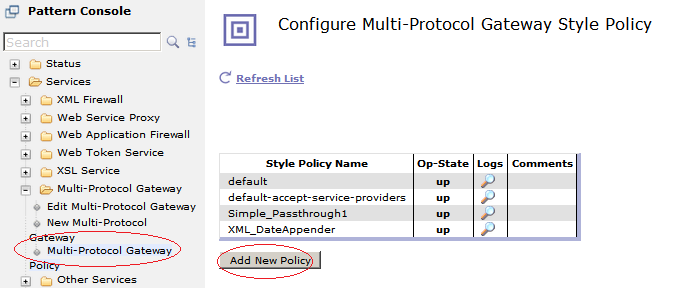 Pattern Console
Search
Status
Services
XML Firewall
Web Service Proxy
Web Application Firewall
Web Token Service
XSL Service
Multi-Protocol Gateway
Edit Multi-Protocol Gateway
New Multi-Protocol
Gateway
Multi-Protocol Gateway
Policy
Other Services
Configure Multi-Protocol Gateway Style Policy
Refresh List
Style Policy Name Op-State Logs Comments
default up
default-accept-service-providers up
Simple_Passthrough1 up
XML_DateAppender up
Add New Policy